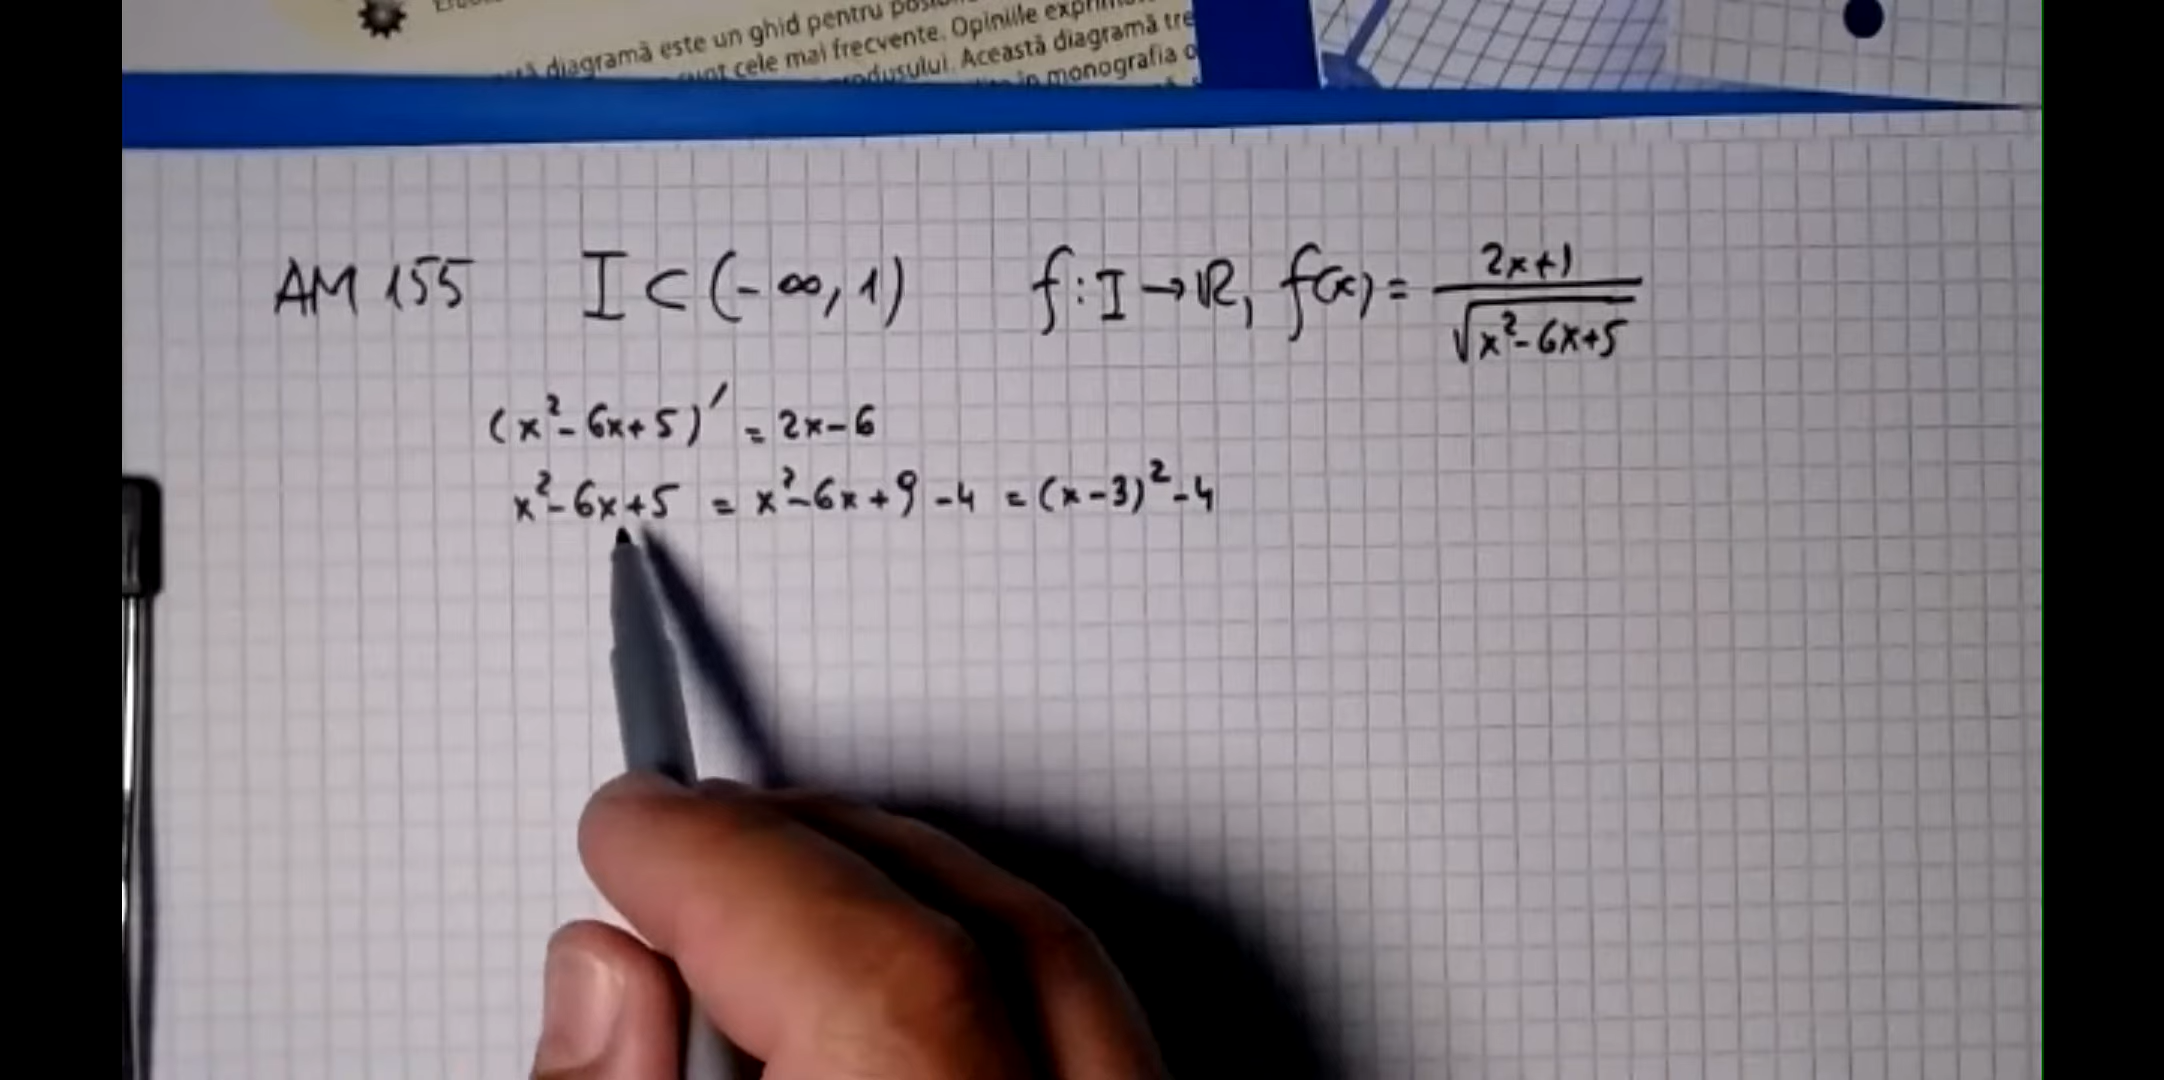 diagramă este un ghid pentru
cele mai frecvente. Opiniile
produsului. Această diagramă
în monografia
AM 155 I ⊂ (-∞, 1) f : I → ℝ, f(x) = (2x+1)/√(x²-6x+5)
(x²-6x+5)′ = 2x-6
x²-6x+5 = x²-6x+9-4 = (x-3)²-4